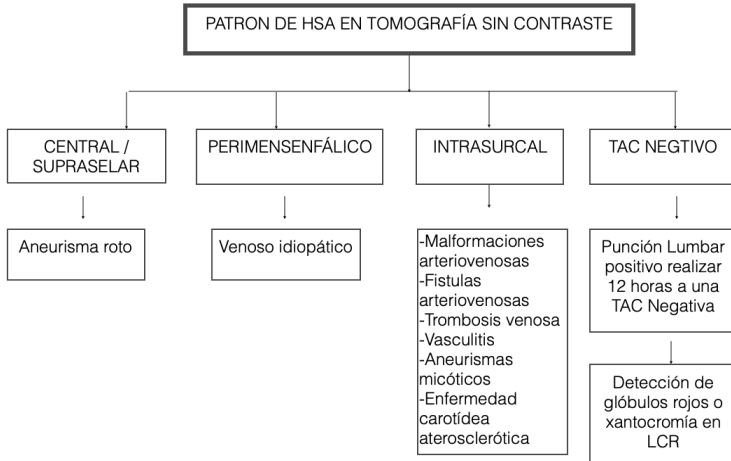 PATRON DE HSA EN TOMOGRAFÍA SIN CONTRASTE
CENTRAL /
SUPRASELAR
PERIMENSENFÁLICO
INTRASURCAL
TAC NEGTIVO
Aneurisma roto
Venoso idiopático
-Malformaciones
arteriovenosas
-Fistulas
arteriovenosas
-Trombosis venosa
-Vasculitis
-Aneurismas
micóticos
-Enfermedad
carotídea
aterosclerótica
Punción Lumbar
positivo realizar
12 horas a una
TAC Negativa
Detección de
glóbulos rojos o
xantocromía en
LCR